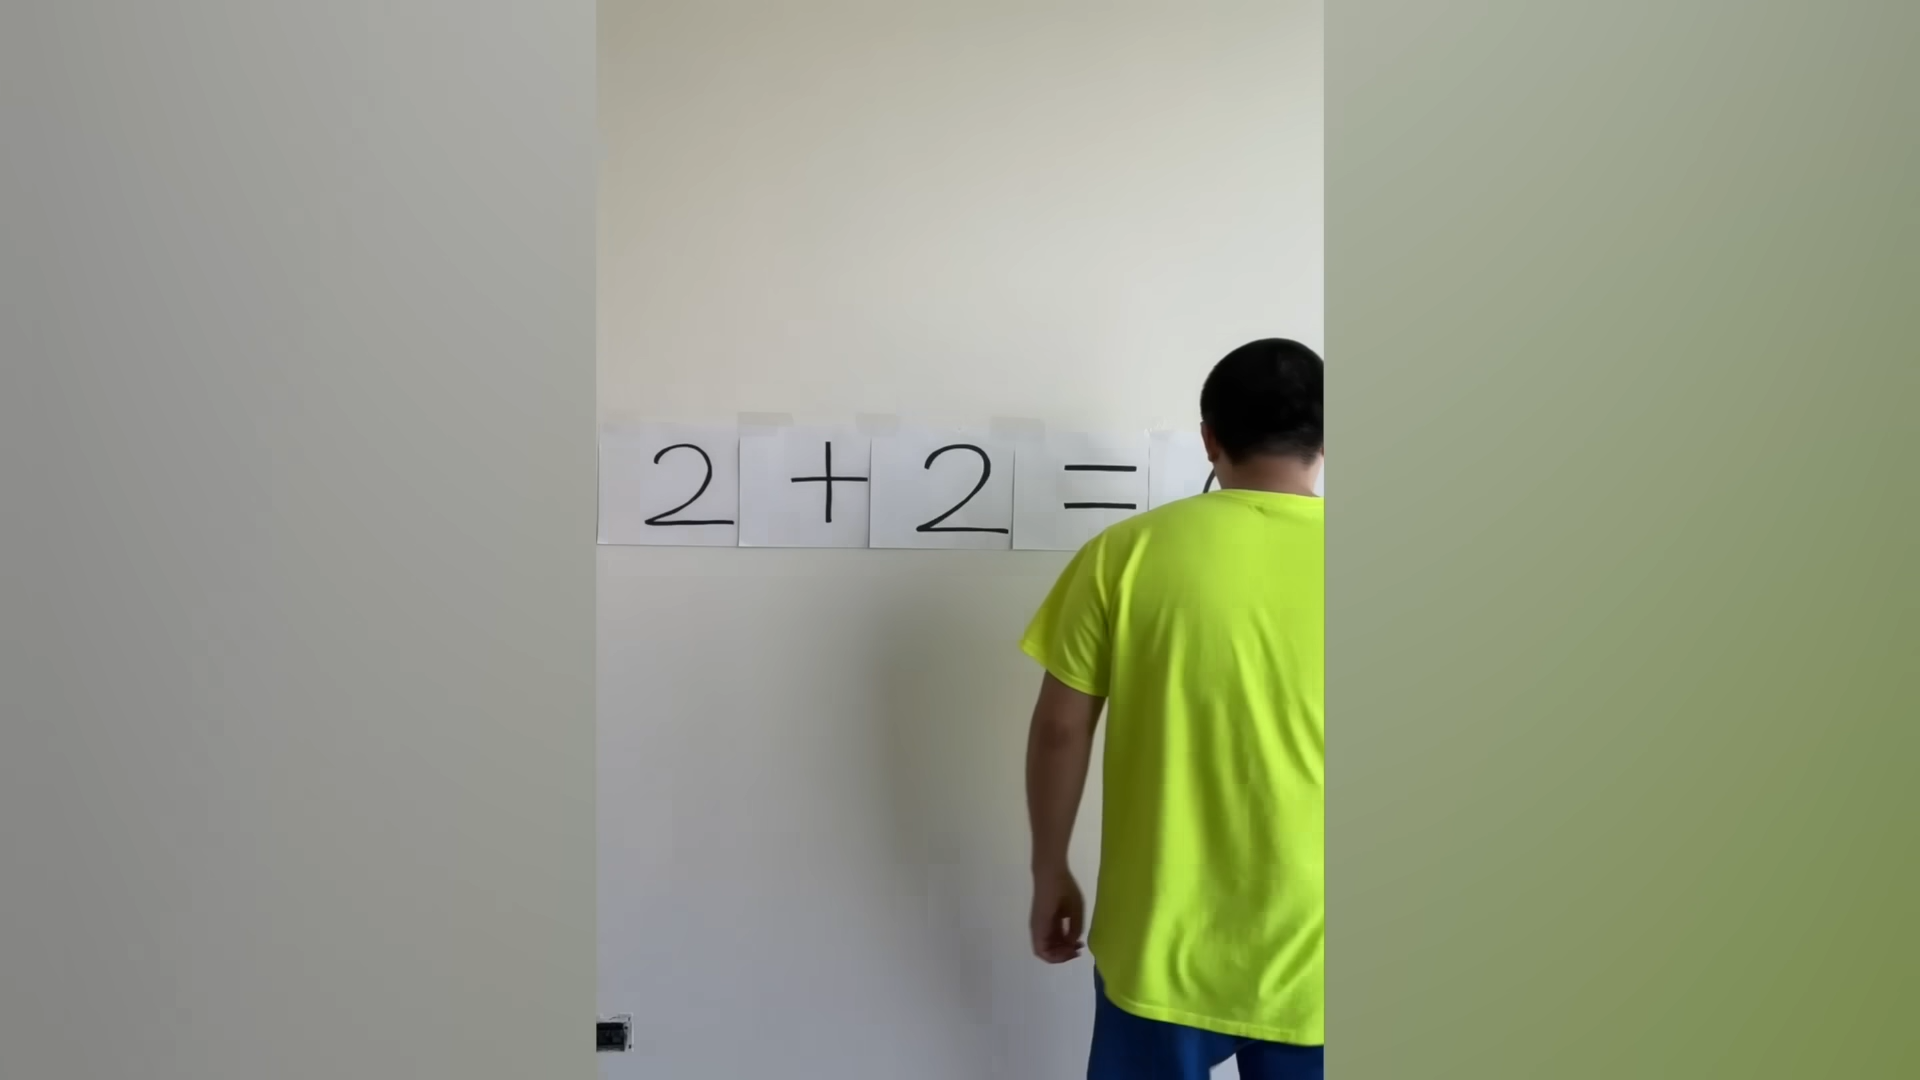 2 + 2 =